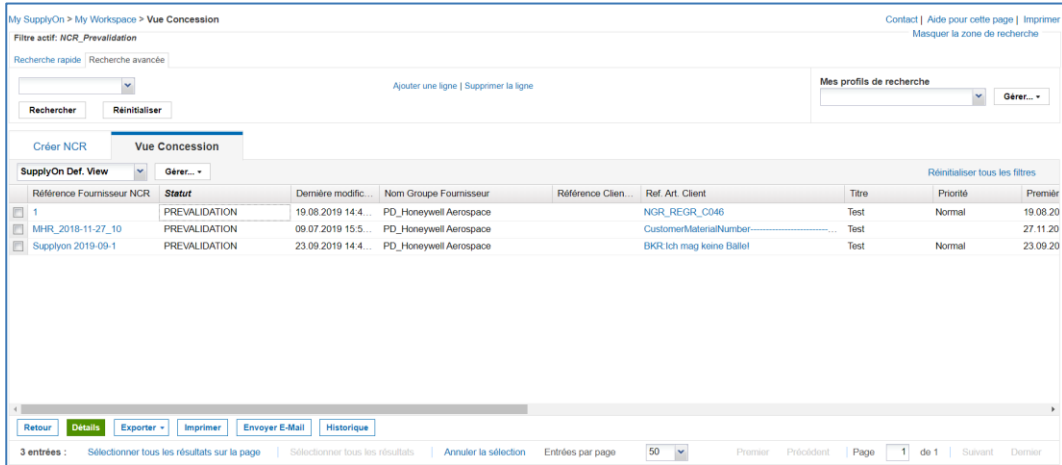 My SupplyOn > My Workspace > Vue Concession
Contact | Aide pour cette page | Imprimer
Filtre actif: NCR_Prevalidation
Masquer la zone de recherche
Recherche rapide Recherche avancée
Ajouter une ligne | Supprimer la ligne
Mes profils de recherche
Gérer...
Rechercher Réinitialiser
Créer NCR Vue Concession
SupplyOn Def. View Gérer... Réinitialiser tous les filtres
Référence Fournisseur NCR Statut Dernière modific... Nom Groupe Fournisseur Référence Clien... Ref. Art. Client Titre Priorité Premièr
1 PREVALIDATION 19.08.2019 14:4... PD_Honeywell Aerospace NGR_REGR_C046 Test Normal 19.08.20
MHR_2018-11-27_10 PREVALIDATION 09.07.2019 15:5... PD_Honeywell Aerospace CustomerMaterialNumber--------------------------... Test 27.11.20
Supplyon 2019-09-1 PREVALIDATION 23.09.2019 14:4... PD_Honeywell Aerospace BKR:Ich mag keine Bälle! Test Normal 23.09.20
Retour Détails Exporter Imprimer Envoyer E-Mail Historique
3 entrées : Sélectionner tous les résultats sur la page | Sélectionner tous les résultats | Annuler la sélection Entrées par page 50 Premier Précédent | Page 1 de 1 | Suivant Dernier